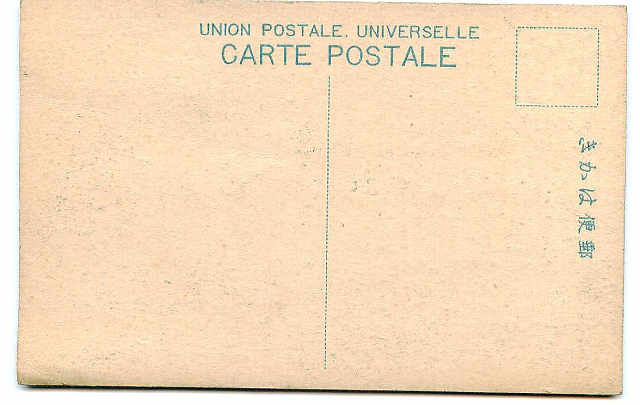 UNION POSTALE. UNIVERSELLE
CARTE POSTALE
郵便はかき